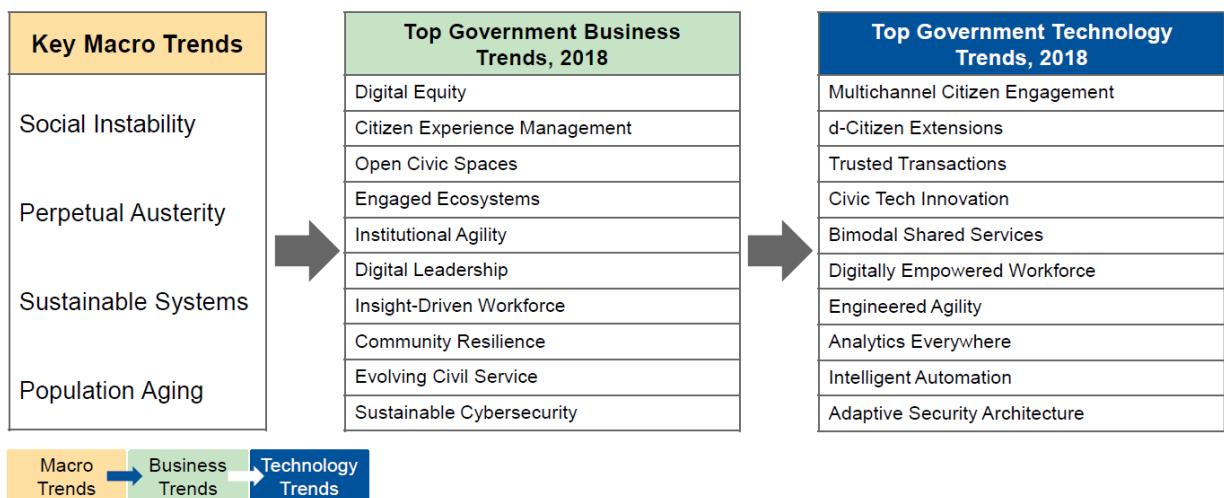 Key Macro Trends
Social Instability
Perpetual Austerity
Sustainable Systems
Population Aging
Top Government Business
Trends, 2018
Digital Equity
Citizen Experience Management
Open Civic Spaces
Engaged Ecosystems
Institutional Agility
Digital Leadership
Insight-Driven Workforce
Community Resilience
Evolving Civil Service
Sustainable Cybersecurity
Top Government Technology
Trends, 2018
Multichannel Citizen Engagement
d-Citizen Extensions
Trusted Transactions
Civic Tech Innovation
Bimodal Shared Services
Digitally Empowered Workforce
Engineered Agility
Analytics Everywhere
Intelligent Automation
Adaptive Security Architecture
Macro
Trends
Business
Trends
Technology
Trends